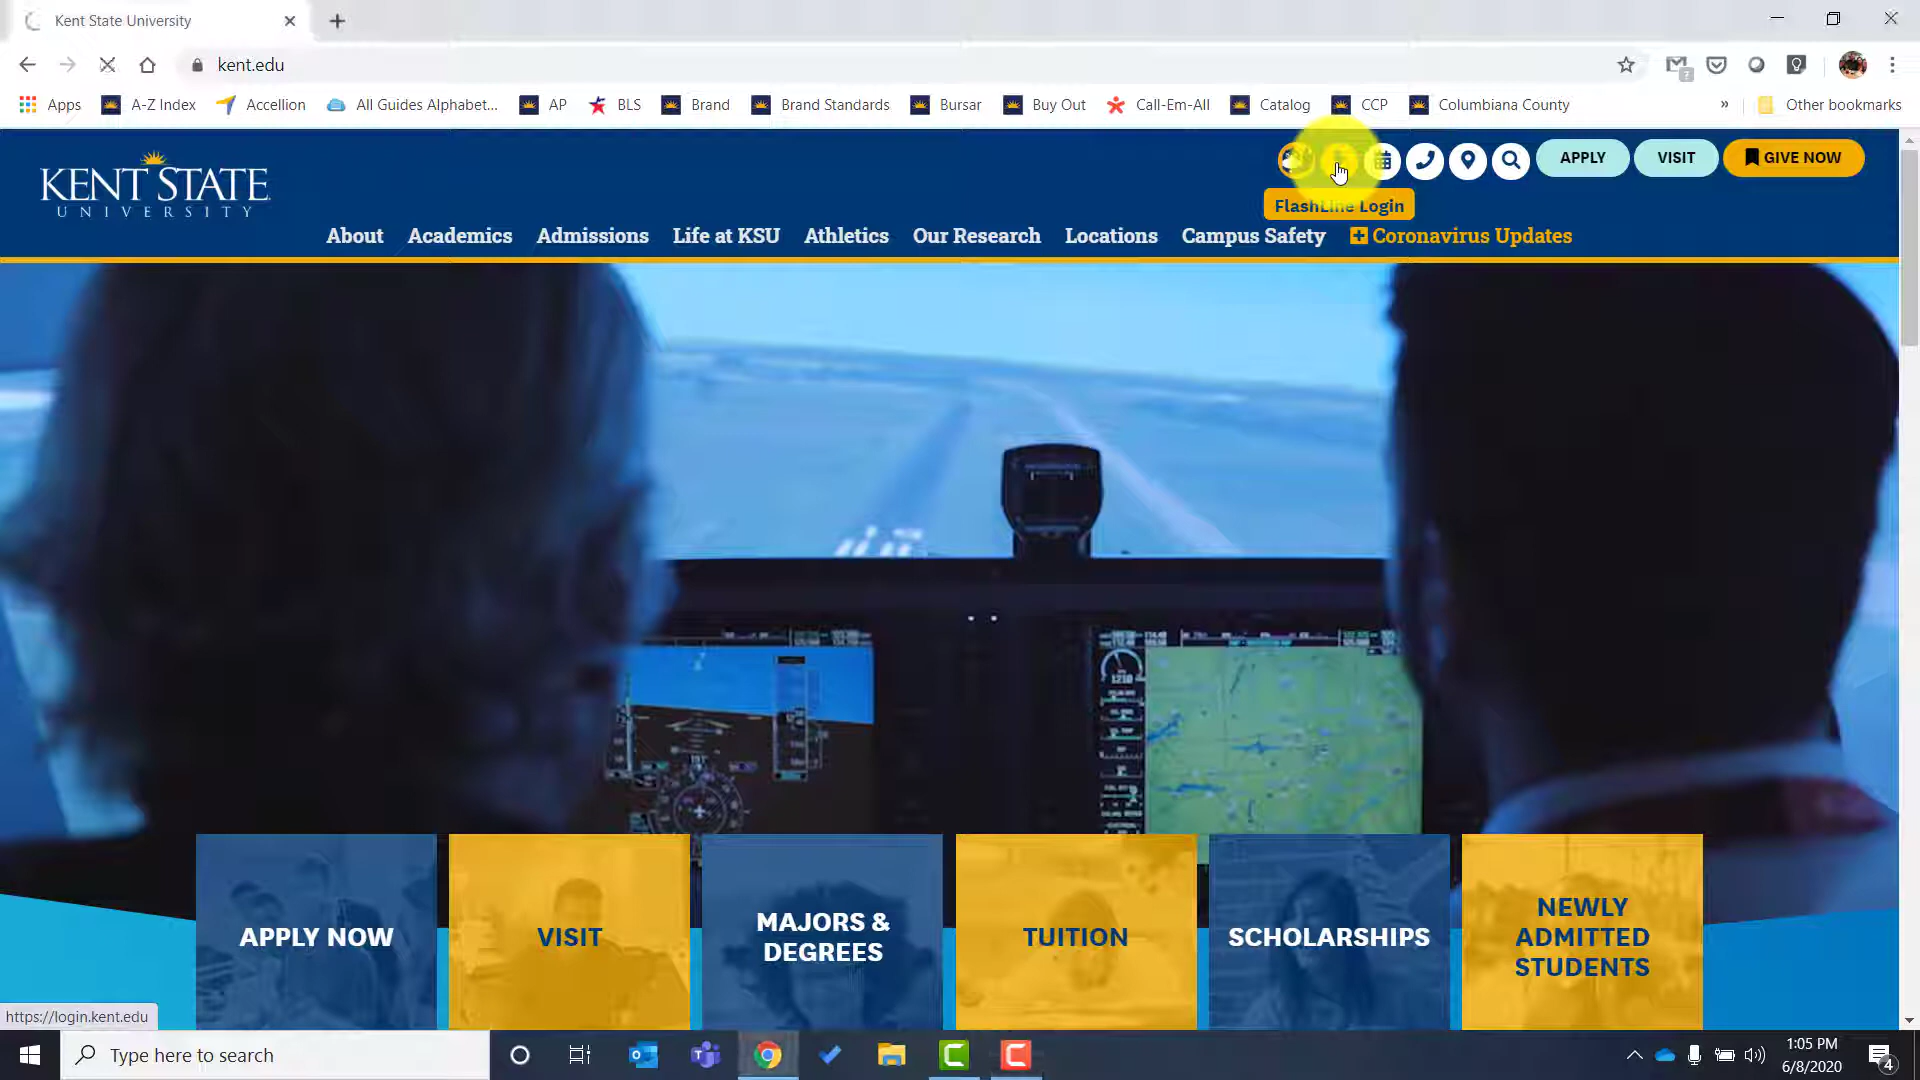 Kent State University
kent.edu
Apps A-Z Index Accellion All Guides Alphabet... AP BLS Brand Brand Standards Bursar Buy Out Call-Em-All Catalog CCP Columbiana County » Other bookmarks
KENT STATE
UNIVERSITY
APPLY VISIT GIVE NOW
FlashLine Login
About Academics Admissions Life at KSU Athletics Our Research Locations Campus Safety Coronavirus Updates
APPLY NOW
VISIT
MAJORS &
DEGREES
TUITION
SCHOLARSHIPS
NEWLY
ADMITTED
STUDENTS
https://login.kent.edu
Type here to search
1:05 PM
6/8/2020
4